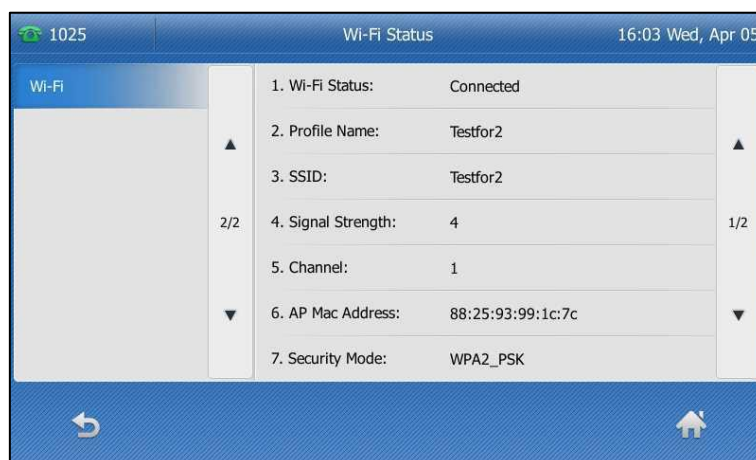 1025 Wi-Fi Status 16:03 Wed, Apr 05
Wi-Fi
1. Wi-Fi Status: Connected
2. Profile Name: Testfor2
3. SSID: Testfor2
2/2 4. Signal Strength: 4 1/2
5. Channel: 1
6. AP Mac Address: 88:25:93:99:1c:7c
7. Security Mode: WPA2_PSK